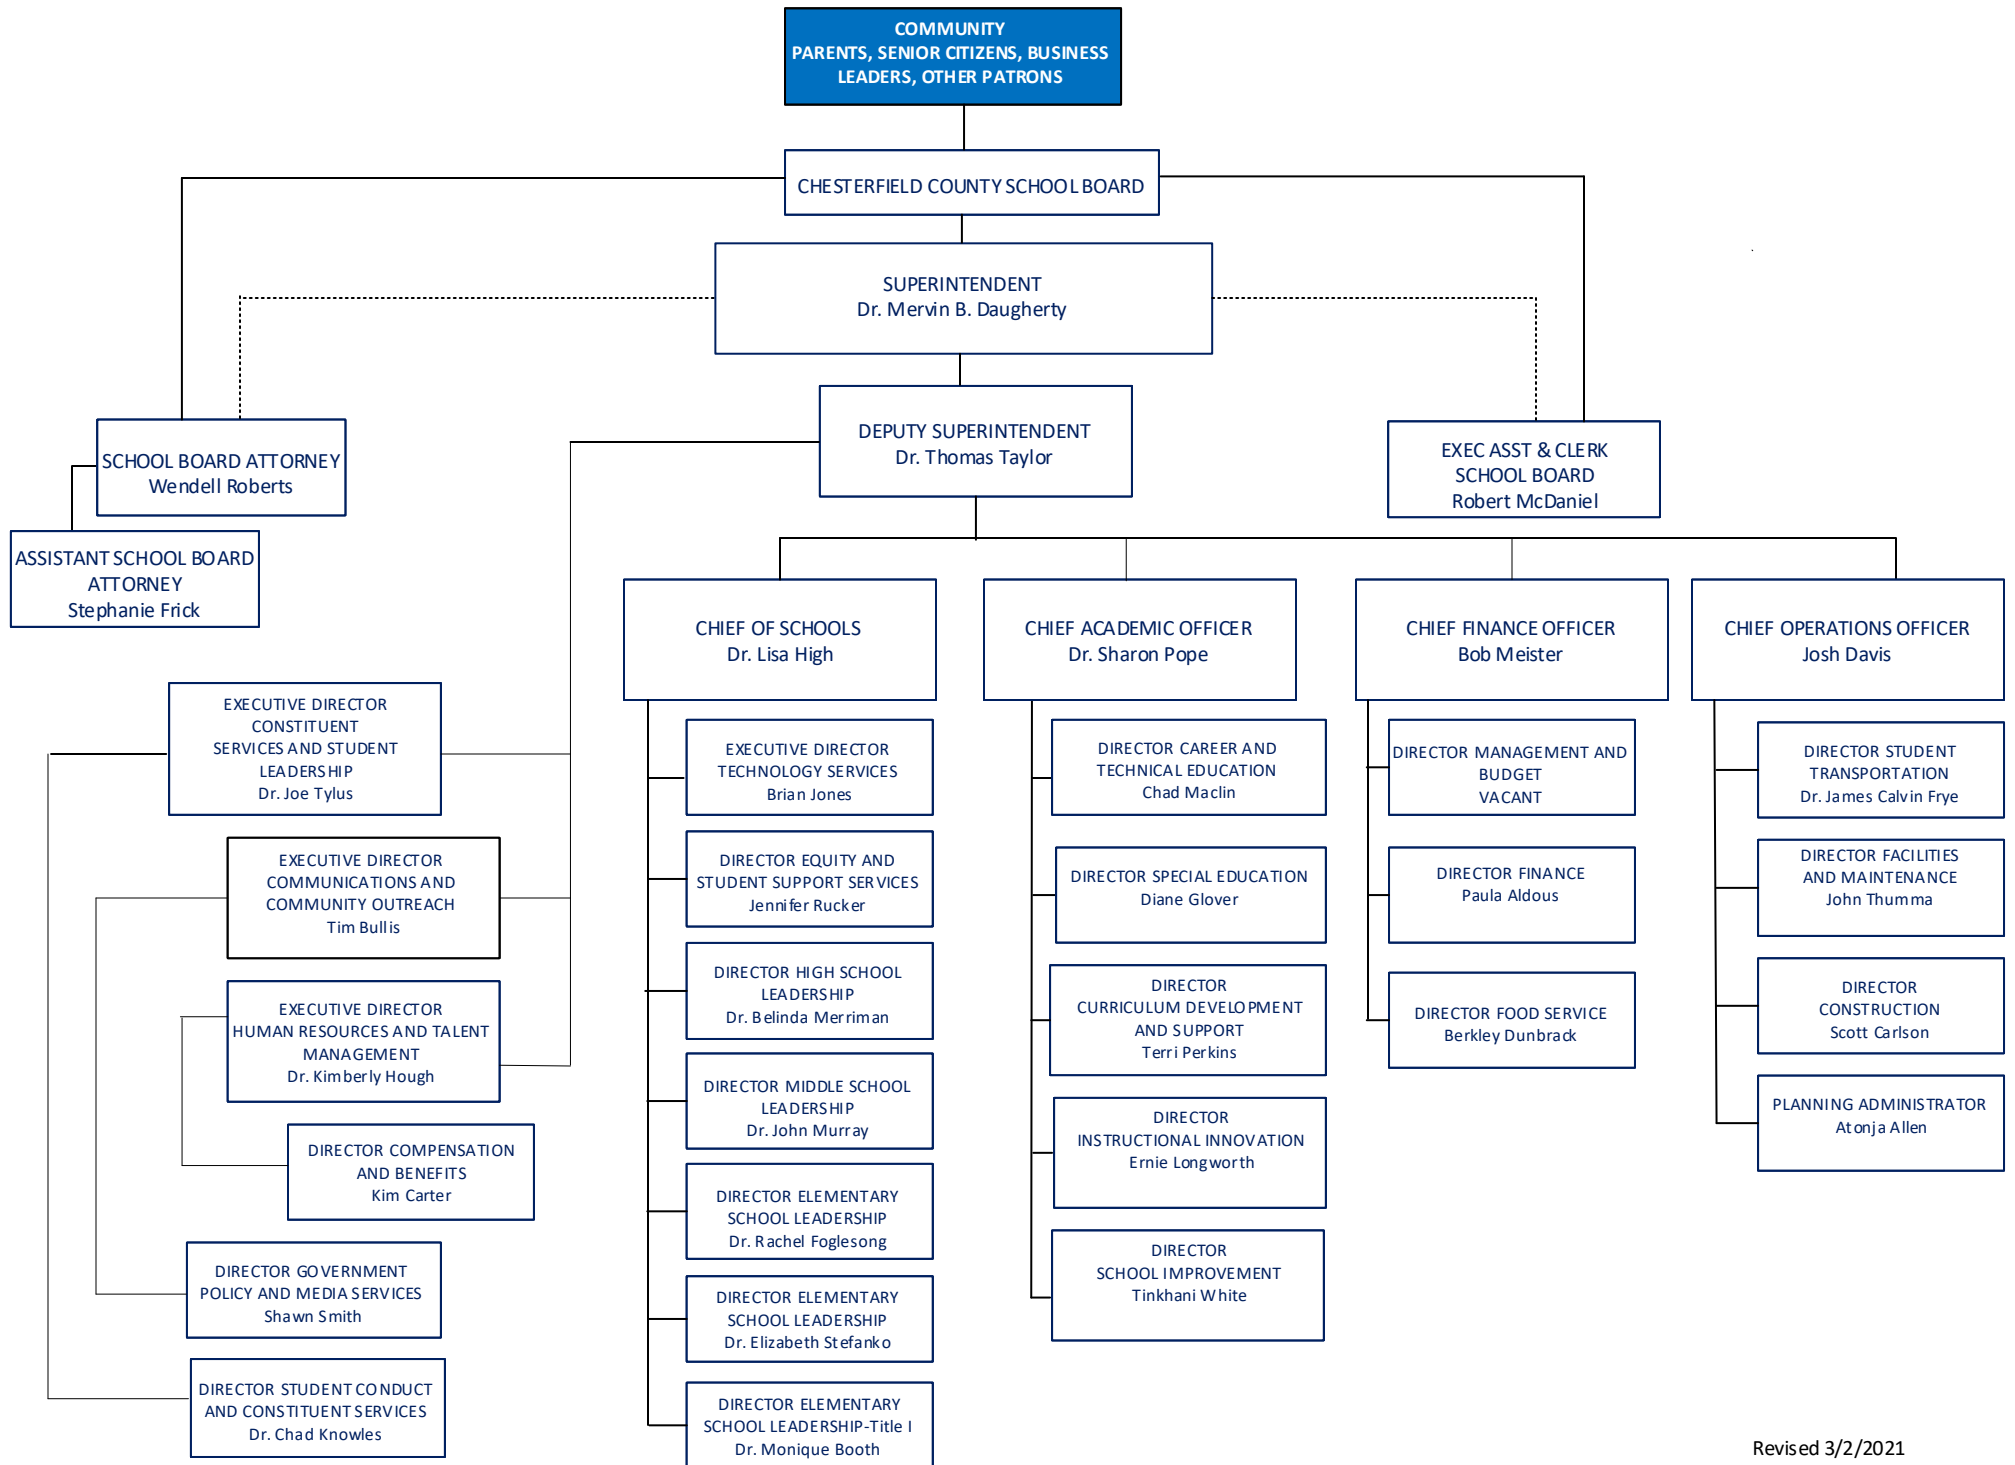 COMMUNITY
PARENTS, SENIOR CITIZENS, BUSINESS
LEADERS, OTHER PATRONS
CHESTERFIELD COUNTY SCHOOL BOARD
SUPERINTENDENT
Dr. Mervin B. Daugherty
DEPUTY SUPERINTENDENT
Dr. Thomas Taylor
SCHOOL BOARD ATTORNEY
Wendell Roberts
EXEC ASST & CLERK
SCHOOL BOARD
Robert McDaniel
ASSISTANT SCHOOL BOARD
ATTORNEY
Stephanie Frick
CHIEF OF SCHOOLS
Dr. Lisa High
CHIEF ACADEMIC OFFICER
Dr. Sharon Pope
CHIEF FINANCE OFFICER
Bob Meister
CHIEF OPERATIONS OFFICER
Josh Davis
EXECUTIVE DIRECTOR
CONSTITUENT
SERVICES AND STUDENT
LEADERSHIP
Dr. Joe Tylus
EXECUTIVE DIRECTOR
COMMUNICATIONS AND
COMMUNITY OUTREACH
Tim Bullis
EXECUTIVE DIRECTOR
HUMAN RESOURCES AND TALENT
MANAGEMENT
Dr. Kimberly Hough
DIRECTOR COMPENSATION
AND BENEFITS
Kim Carter
DIRECTOR GOVERNMENT
POLICY AND MEDIA SERVICES
Shawn Smith
DIRECTOR STUDENT CONDUCT
AND CONSTITUENT SERVICES
Dr. Chad Knowles
EXECUTIVE DIRECTOR
TECHNOLOGY SERVICES
Brian Jones
DIRECTOR EQUITY AND
STUDENT SUPPORT SERVICES
Jennifer Rucker
DIRECTOR HIGH SCHOOL
LEADERSHIP
Dr. Belinda Merriman
DIRECTOR MIDDLE SCHOOL
LEADERSHIP
Dr. John Murray
DIRECTOR ELEMENTARY
SCHOOL LEADERSHIP
Dr. Rachel Foglesong
DIRECTOR ELEMENTARY
SCHOOL LEADERSHIP
Dr. Elizabeth Stefanko
DIRECTOR ELEMENTARY
SCHOOL LEADERSHIP-Title I
Dr. Monique Booth
DIRECTOR CAREER AND
TECHNICAL EDUCATION
Chad Maclin
DIRECTOR SPECIAL EDUCATION
Diane Glover
DIRECTOR
CURRICULUM DEVELOPMENT
AND SUPPORT
Terri Perkins
DIRECTOR
INSTRUCTIONAL INNOVATION
Ernie Longworth
DIRECTOR
SCHOOL IMPROVEMENT
Tinkhani White
DIRECTOR MANAGEMENT AND
BUDGET
VACANT
DIRECTOR FINANCE
Paula Aldous
DIRECTOR FOOD SERVICE
Berkley Dunbrack
DIRECTOR STUDENT
TRANSPORTATION
Dr. James Calvin Frye
DIRECTOR FACILITIES
AND MAINTENANCE
John Thumma
DIRECTOR
CONSTRUCTION
Scott Carlson
PLANNING ADMINISTRATOR
Atonja Allen
Revised 3/2/2021